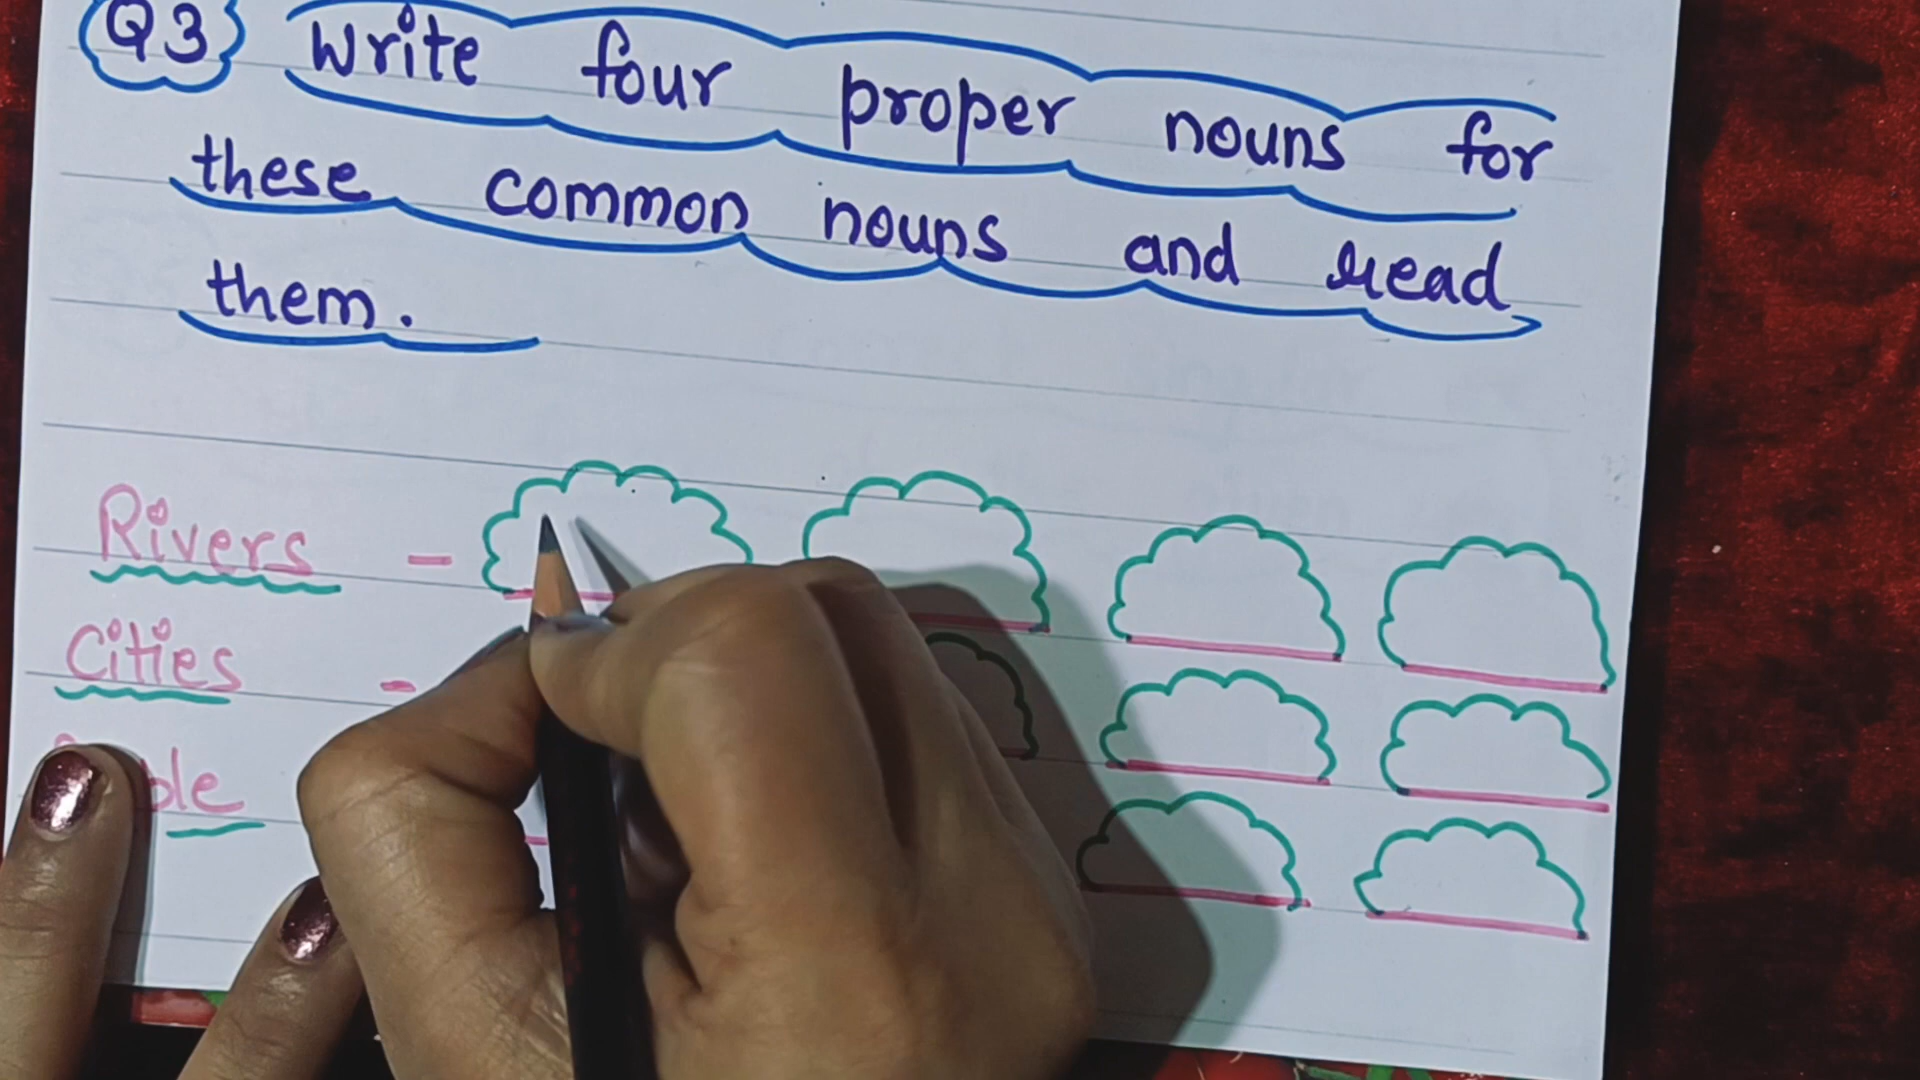 Q3 Write four proper nouns for
these common nouns and read
them.
Rivers -
Cities -